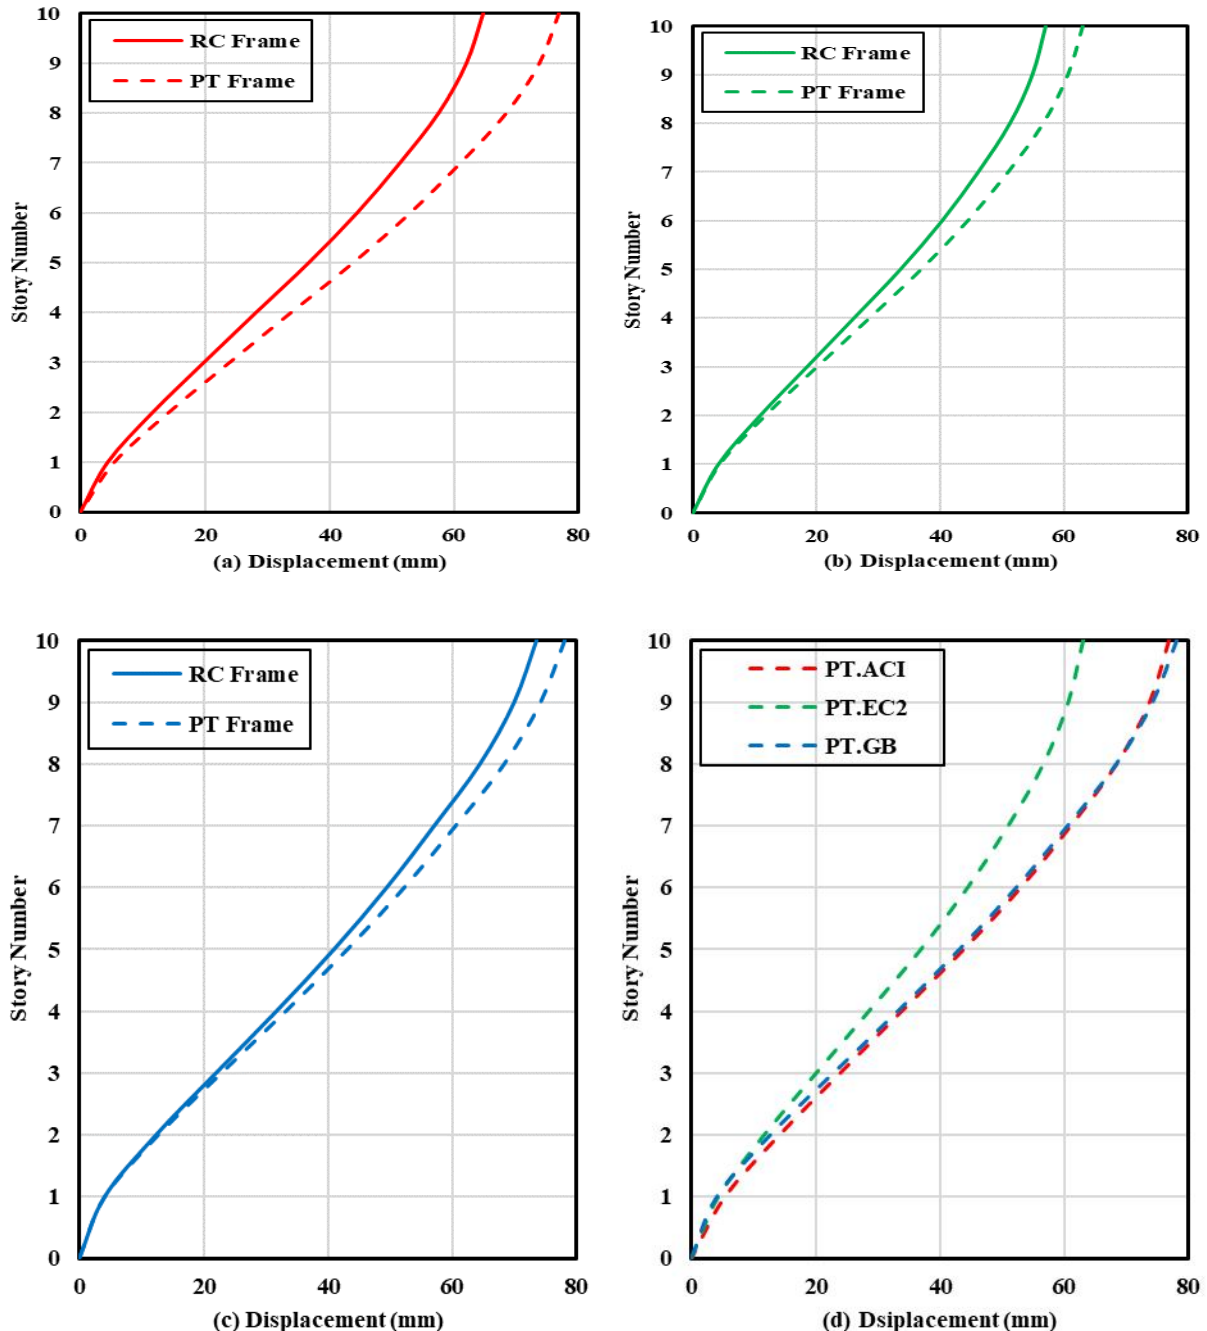 RC Frame
PT Frame
10
9
8
7
6
5
4
3
2
1
0
Story Number
0 20 40 60 80
(a) Displacement (mm)
RC Frame
PT Frame
10
9
8
7
6
5
4
3
2
1
0
Story Number
0 20 40 60 80
(b) Displacement (mm)
RC Frame
PT Frame
10
9
8
7
6
5
4
3
2
1
0
Story Number
0 20 40 60 80
(c) Displacement (mm)
PT.ACI
PT.EC2
PT.GB
10
9
8
7
6
5
4
3
2
1
0
Story Number
0 20 40 60 80
(d) Dsiplacement (mm)